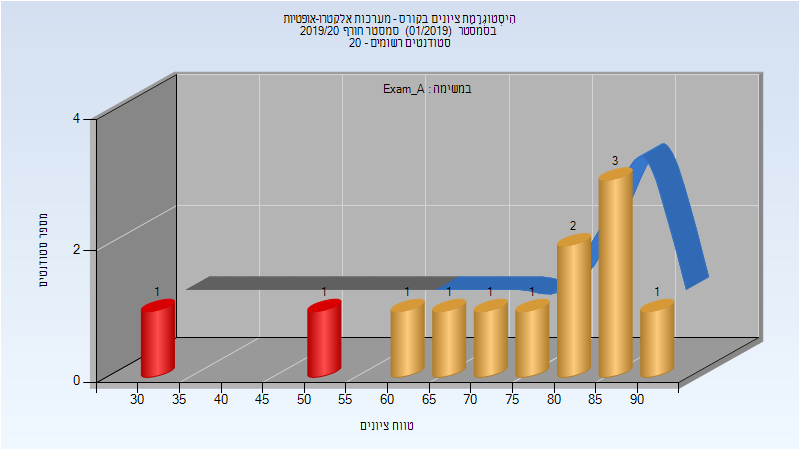 היסטוגרמת ציונים בקורס - מערכות אלקטרו-אופטיות
בסמסטר (01/2019) סמסטר חורף 2019/20
סטודנטים רשומים - 20
במשימה : Exam_A
מספר סטודנטים
4
2
0
1 1 1 1 1 1 2 3 1
30 35 40 45 50 55 60 65 70 75 80 85 90
טווח ציונים